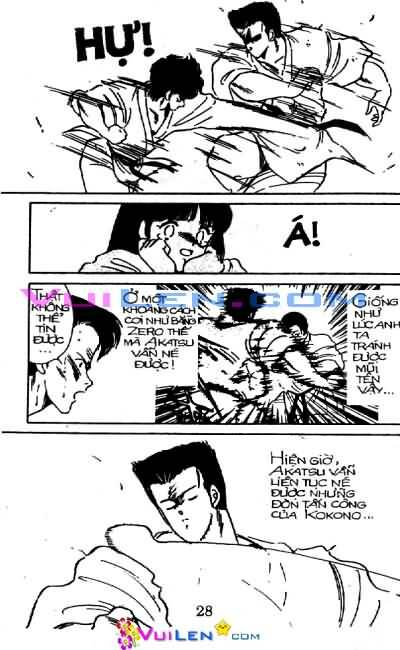 HỰ!
Á!
THẬT
KHÔNG
THỂ
TIN
ĐƯỢC
...
Ở MỘT
KHOẢNG CÁCH
COI NHƯ BẰNG
ZERO THẾ
MÀ AKATSU
VẪN NÉ
ĐƯỢC!
GIỐNG
NHƯ
LÚC ANH
TA
TRÁNH
ĐƯỢC
MŨI
TÊN
VẬY...
VUILEN.COM
HIỆN GIỜ,
AKATSU VẪN
LIÊN TỤC NÉ
ĐƯỢC NHỮNG
ĐÒN TẤN CÔNG
CỦA KOKONO...
28
VUILEN.COM